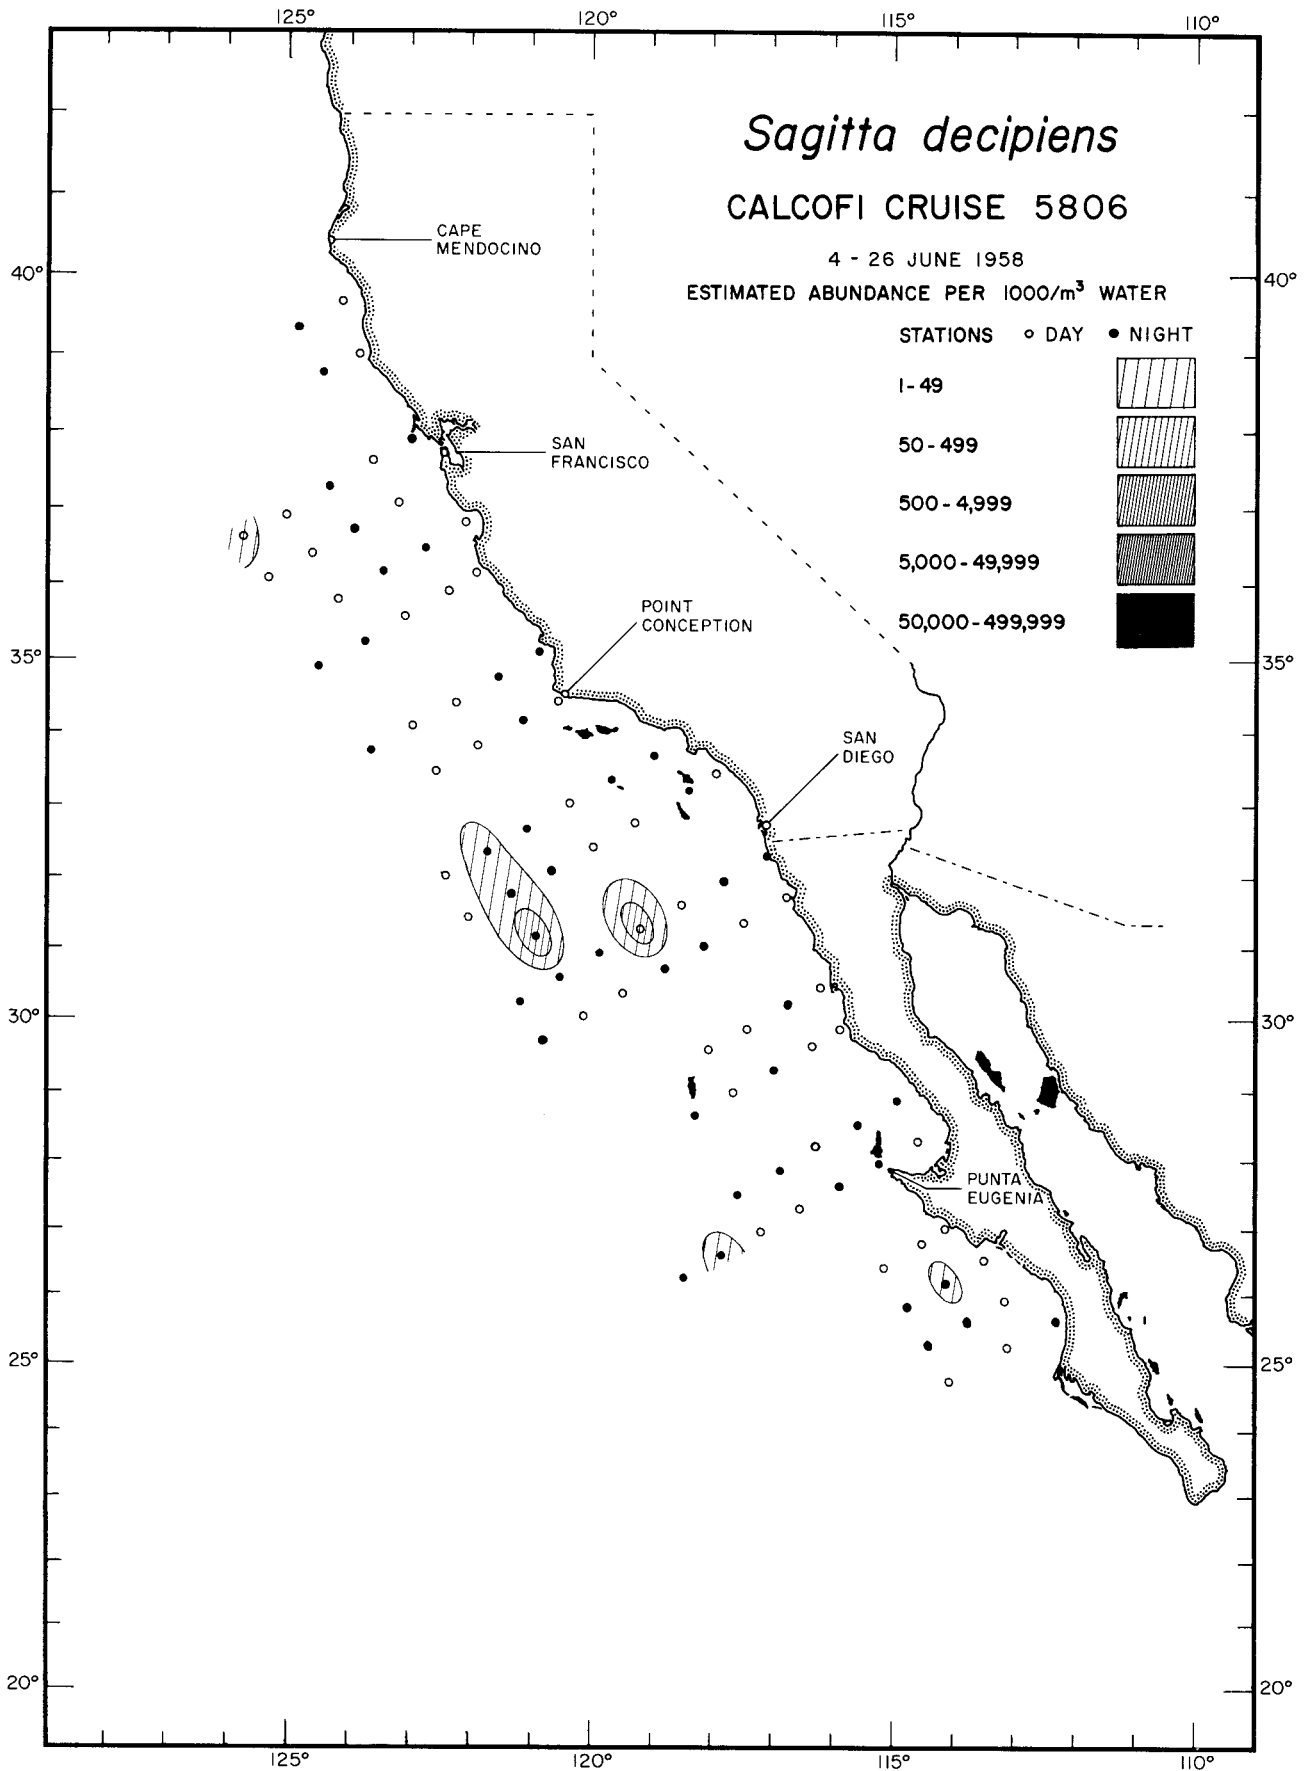 125° 120° 115° 110°
Sagitta decipiens
CALCOFI CRUISE 5806
4 - 26 JUNE 1958
ESTIMATED ABUNDANCE PER 1000/m³ WATER
STATIONS ○ DAY ● NIGHT
1-49
50-499
500-4,999
5,000-49,999
50,000-499,999
CAPE
MENDOCINO
40° 40°
SAN
FRANCISCO
POINT
CONCEPTION
35° 35°
SAN
DIEGO
30° 30°
PUNTA
EUGENIA
25° 25°
20° 20°
125° 120° 115° 110°